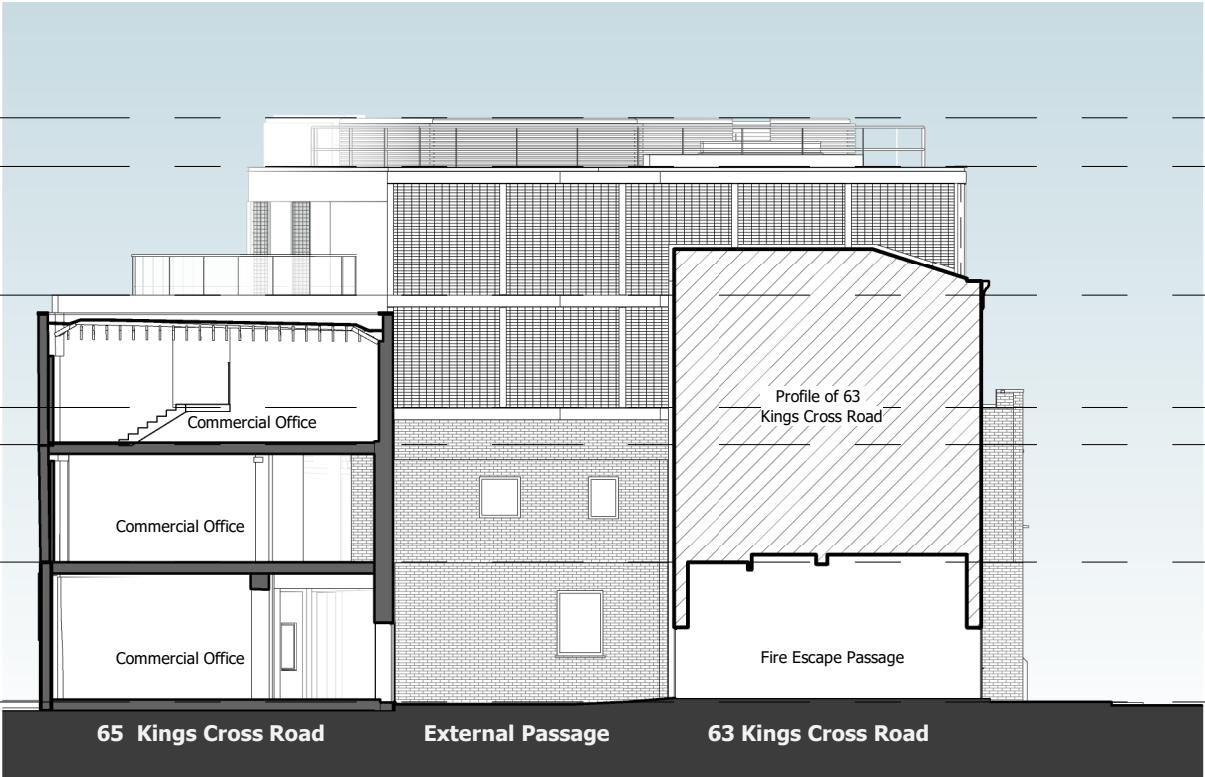 Profile of 63
Kings Cross Road
Commercial Office
Commercial Office
Commercial Office
Fire Escape Passage
65 Kings Cross Road
External Passage
63 Kings Cross Road